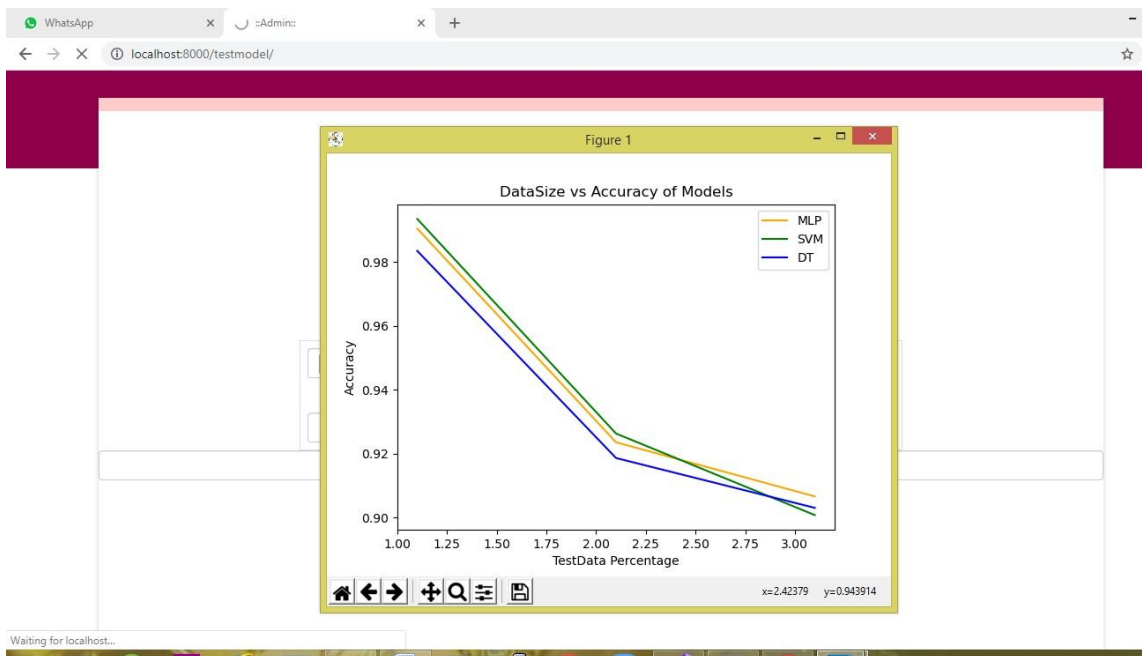 WhatsApp
::Admin::
localhost:8000/testmodel/
Figure 1
DataSize vs Accuracy of Models
MLP
SVM
DT
0.98
0.96
0.94
0.92
0.90
Accuracy
1.00 1.25 1.50 1.75 2.00 2.25 2.50 2.75 3.00
TestData Percentage
x=2.42379 y=0.943914
Waiting for localhost...